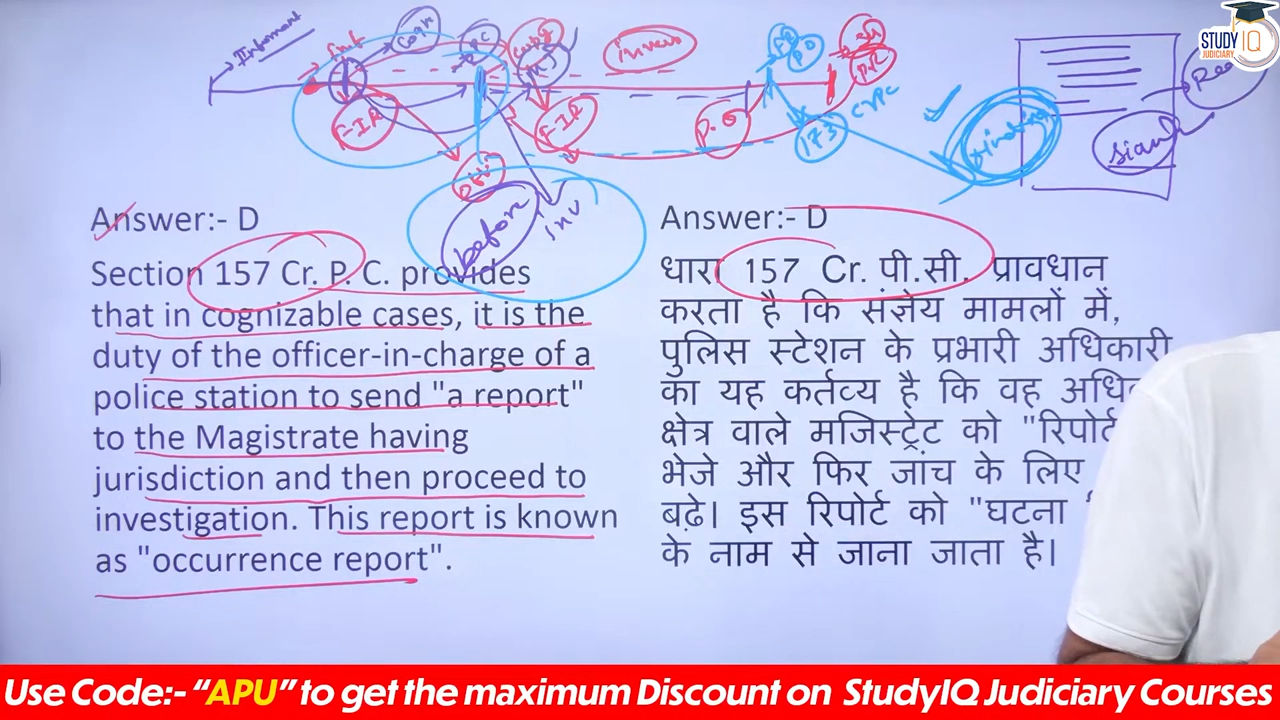 Informant
Inf
Cogn
inves
STUDY IQ
JUDICIARY
FIR
FIR
P.O
173
CRPC
before
inv
Answer:- D
Section 157 Cr. P. C. provides
that in cognizable cases, it is the
duty of the officer-in-charge of a
police station to send "a report"
to the Magistrate having
jurisdiction and then proceed to
investigation. This report is known
as "occurrence report".
Answer:- D
धारा 157 Cr. पी.सी. प्रावधान
करता है कि संज्ञेय मामलों में,
पुलिस स्टेशन के प्रभारी अधिकारी
का यह कर्तव्य है कि वह
क्षेत्र वाले मजिस्ट्रेट को "रिपोर्ट
भेजे और फिर जांच के लिए
बढ़े। इस रिपोर्ट को "घटना
के नाम से जाना जाता है।
Use Code:- “APU” to get the maximum Discount on StudyIQ Judiciary Courses